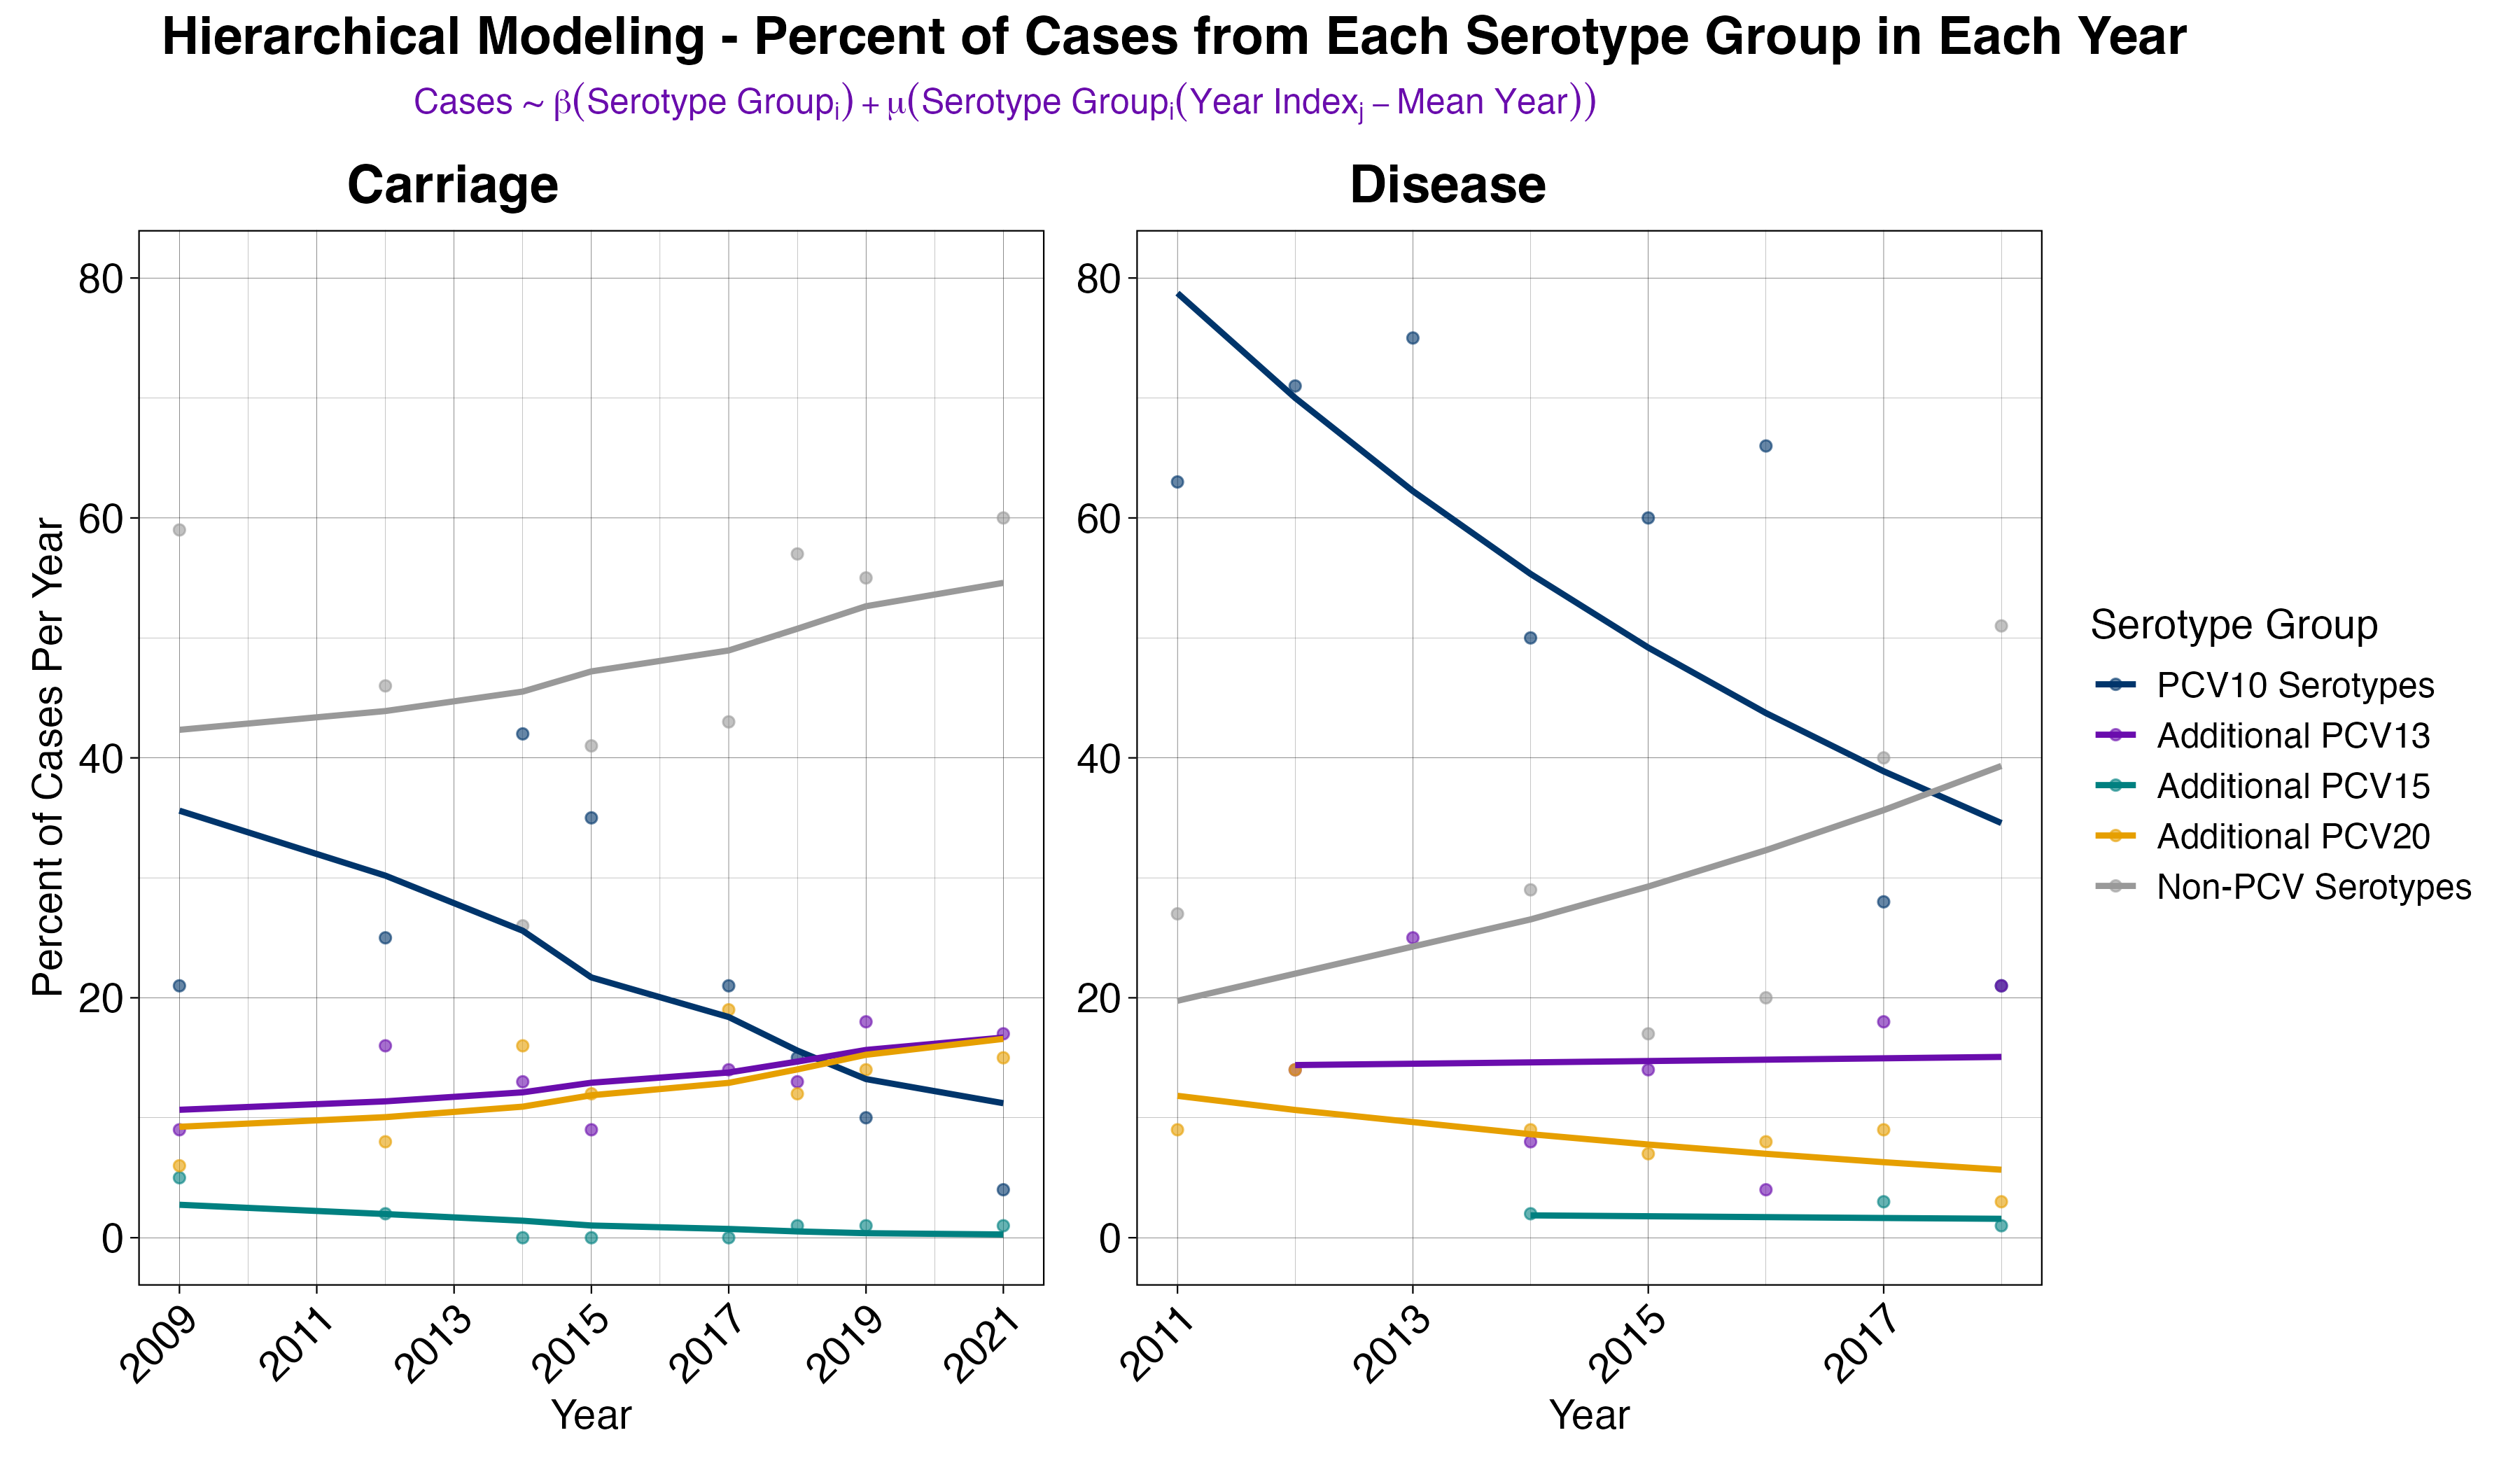 Hierarchical Modeling - Percent of Cases from Each Serotype Group in Each Year
Cases ~ β(Serotype Groupᵢ) + μ(Serotype Groupᵢ(Year Indexⱼ – Mean Year))
Carriage
Disease
Percent of Cases Per Year
80
60
40
20
0
2009
2011
2013
2015
2017
2019
2021
Year
80
60
40
20
0
2011
2013
2015
2017
Year
Serotype Group
PCV10 Serotypes
Additional PCV13
Additional PCV15
Additional PCV20
Non-PCV Serotypes